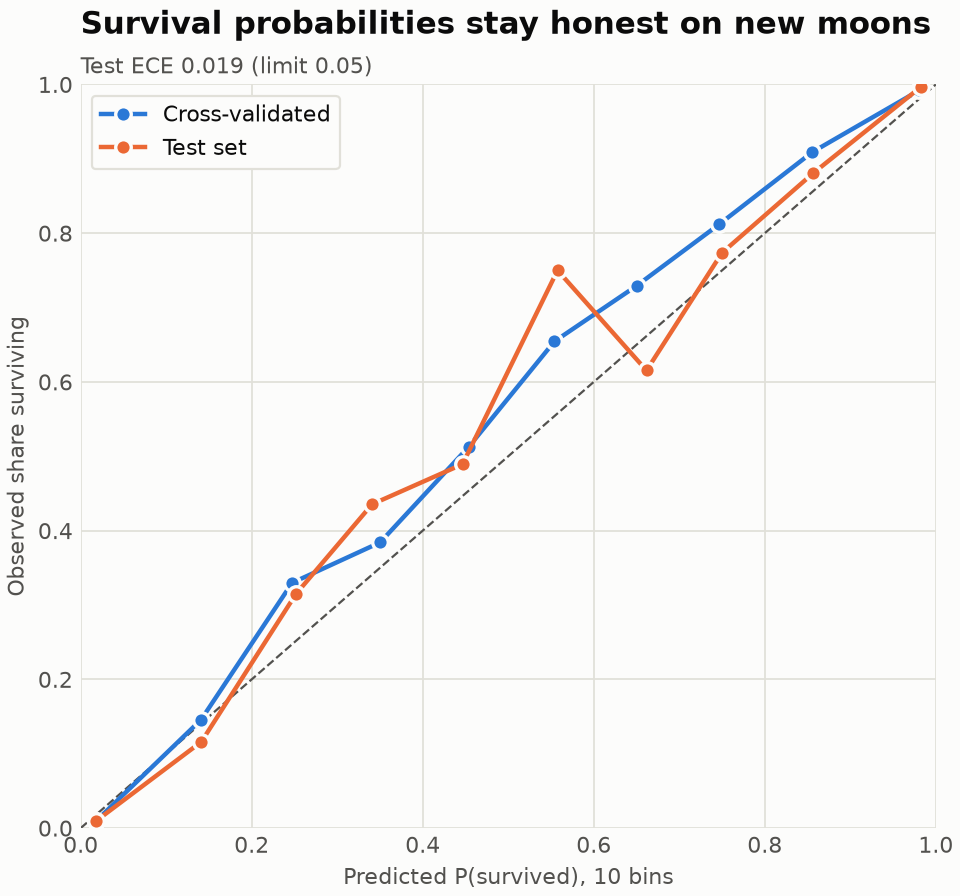 Survival probabilities stay honest on new moons
Test ECE 0.019 (limit 0.05)
Cross-validated
Test set
Observed share surviving
1.0
0.8
0.6
0.4
0.2
0.0
0.0 0.2 0.4 0.6 0.8 1.0
Predicted P(survived), 10 bins